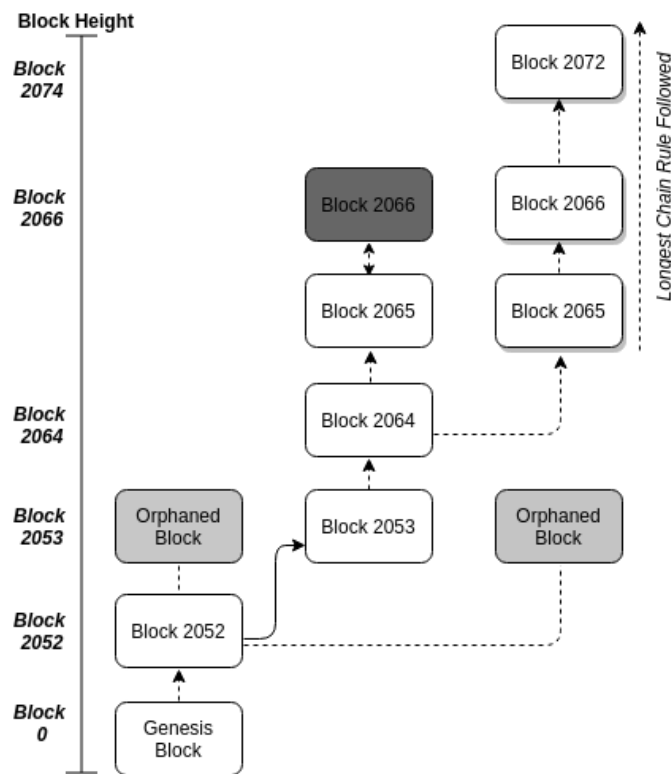 Block Height
Block
2074
Block 2072
Longest Chain Rule Followed
Block
2066
Block 2066
Block 2066
Block 2065
Block 2065
Block
2064
Block 2064
Block
2053
Orphaned
Block
Block 2053
Orphaned
Block
Block
2052
Block 2052
Block
0
Genesis
Block